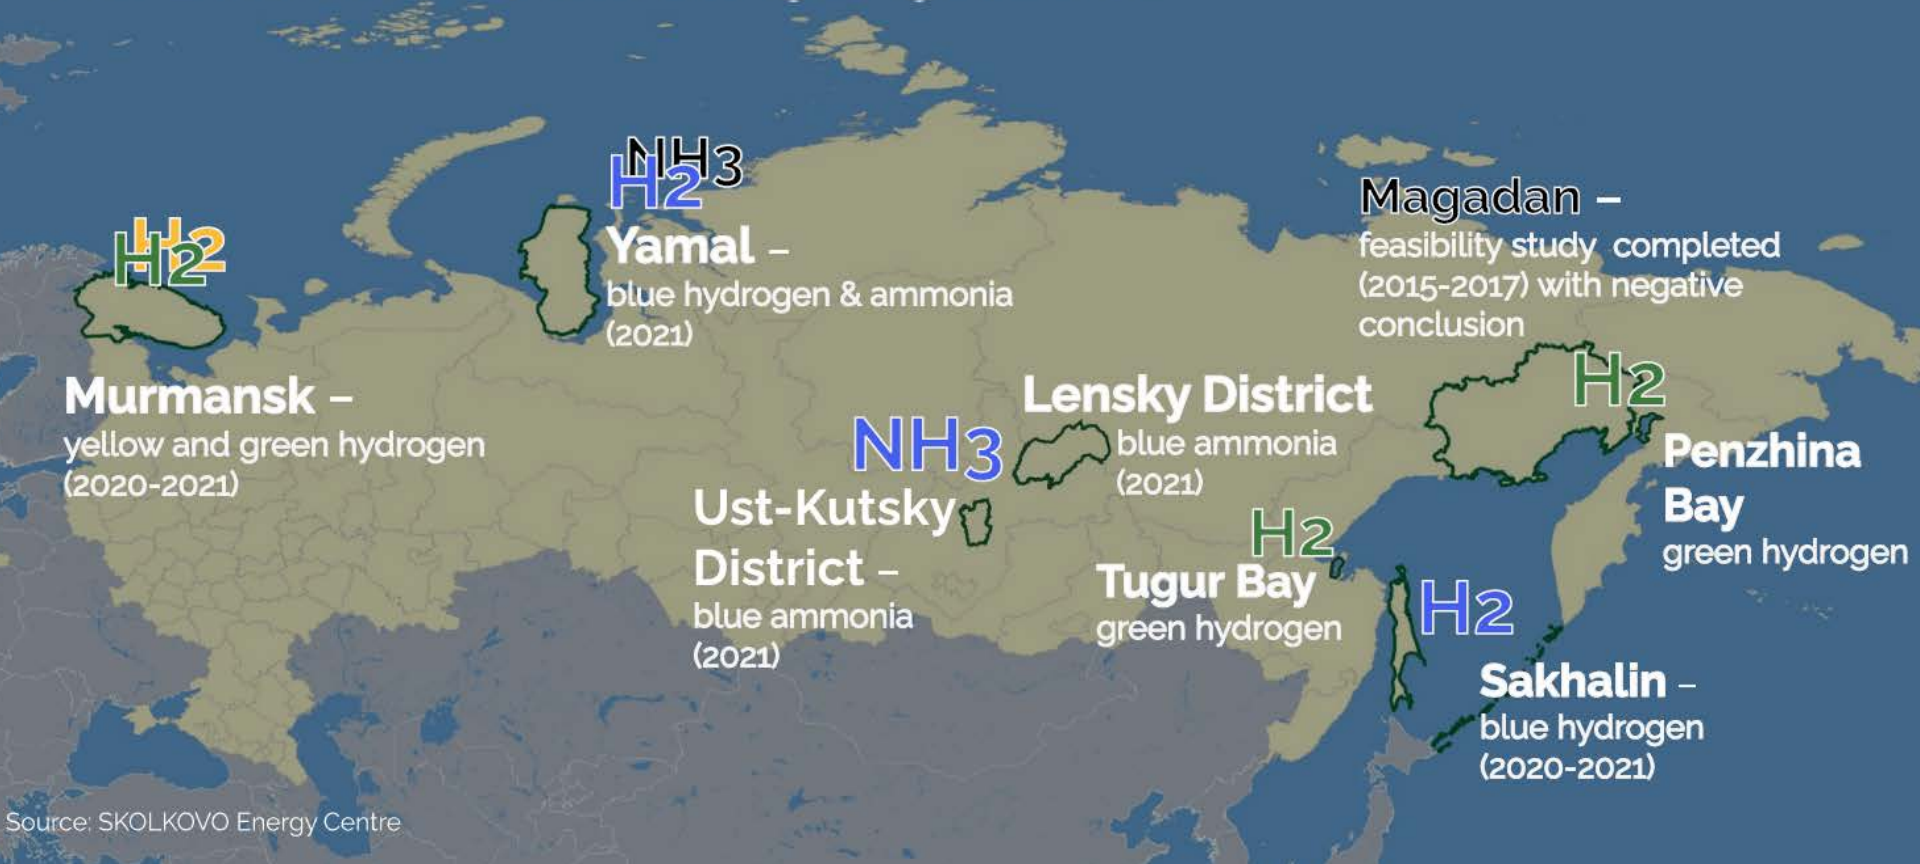 H2
H2
Murmansk –
yellow and green hydrogen
(2020-2021)
NH3
H2
Yamal –
blue hydrogen & ammonia
(2021)
NH3
Ust-Kutsky
District –
blue ammonia
(2021)
Lensky District
blue ammonia
(2021)
Magadan –
feasibility study completed
(2015-2017) with negative
conclusion
H2
Penzhina
Bay
green hydrogen
H2
Tugur Bay
green hydrogen
H2
Sakhalin –
blue hydrogen
(2020-2021)
Source: SKOLKOVO Energy Centre